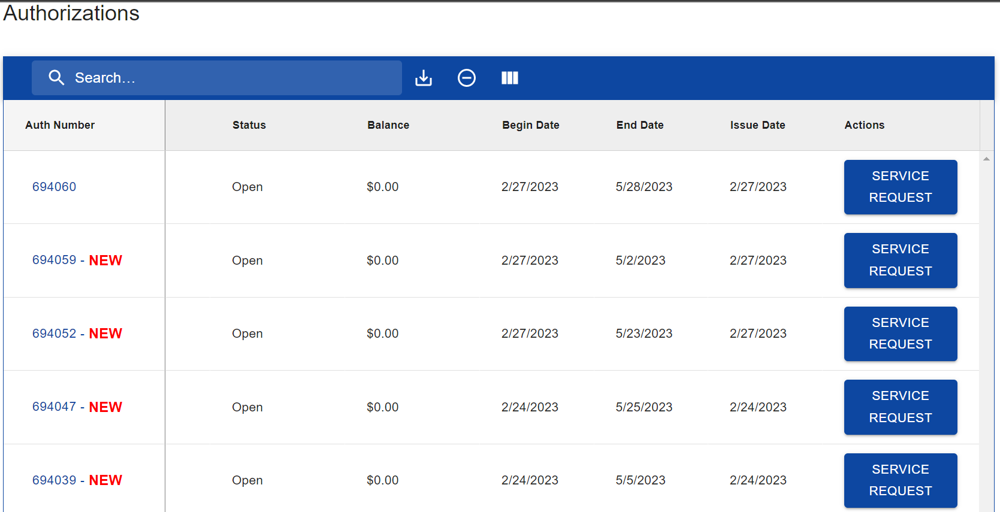 Authorizations
Search...
Auth Number Status Balance Begin Date End Date Issue Date Actions
694060 Open $0.00 2/27/2023 5/28/2023 2/27/2023 SERVICE REQUEST
694059 - NEW Open $0.00 2/27/2023 5/2/2023 2/27/2023 SERVICE REQUEST
694052 - NEW Open $0.00 2/27/2023 5/23/2023 2/27/2023 SERVICE REQUEST
694047 - NEW Open $0.00 2/24/2023 5/25/2023 2/24/2023 SERVICE REQUEST
694039 - NEW Open $0.00 2/24/2023 5/5/2023 2/24/2023 SERVICE REQUEST